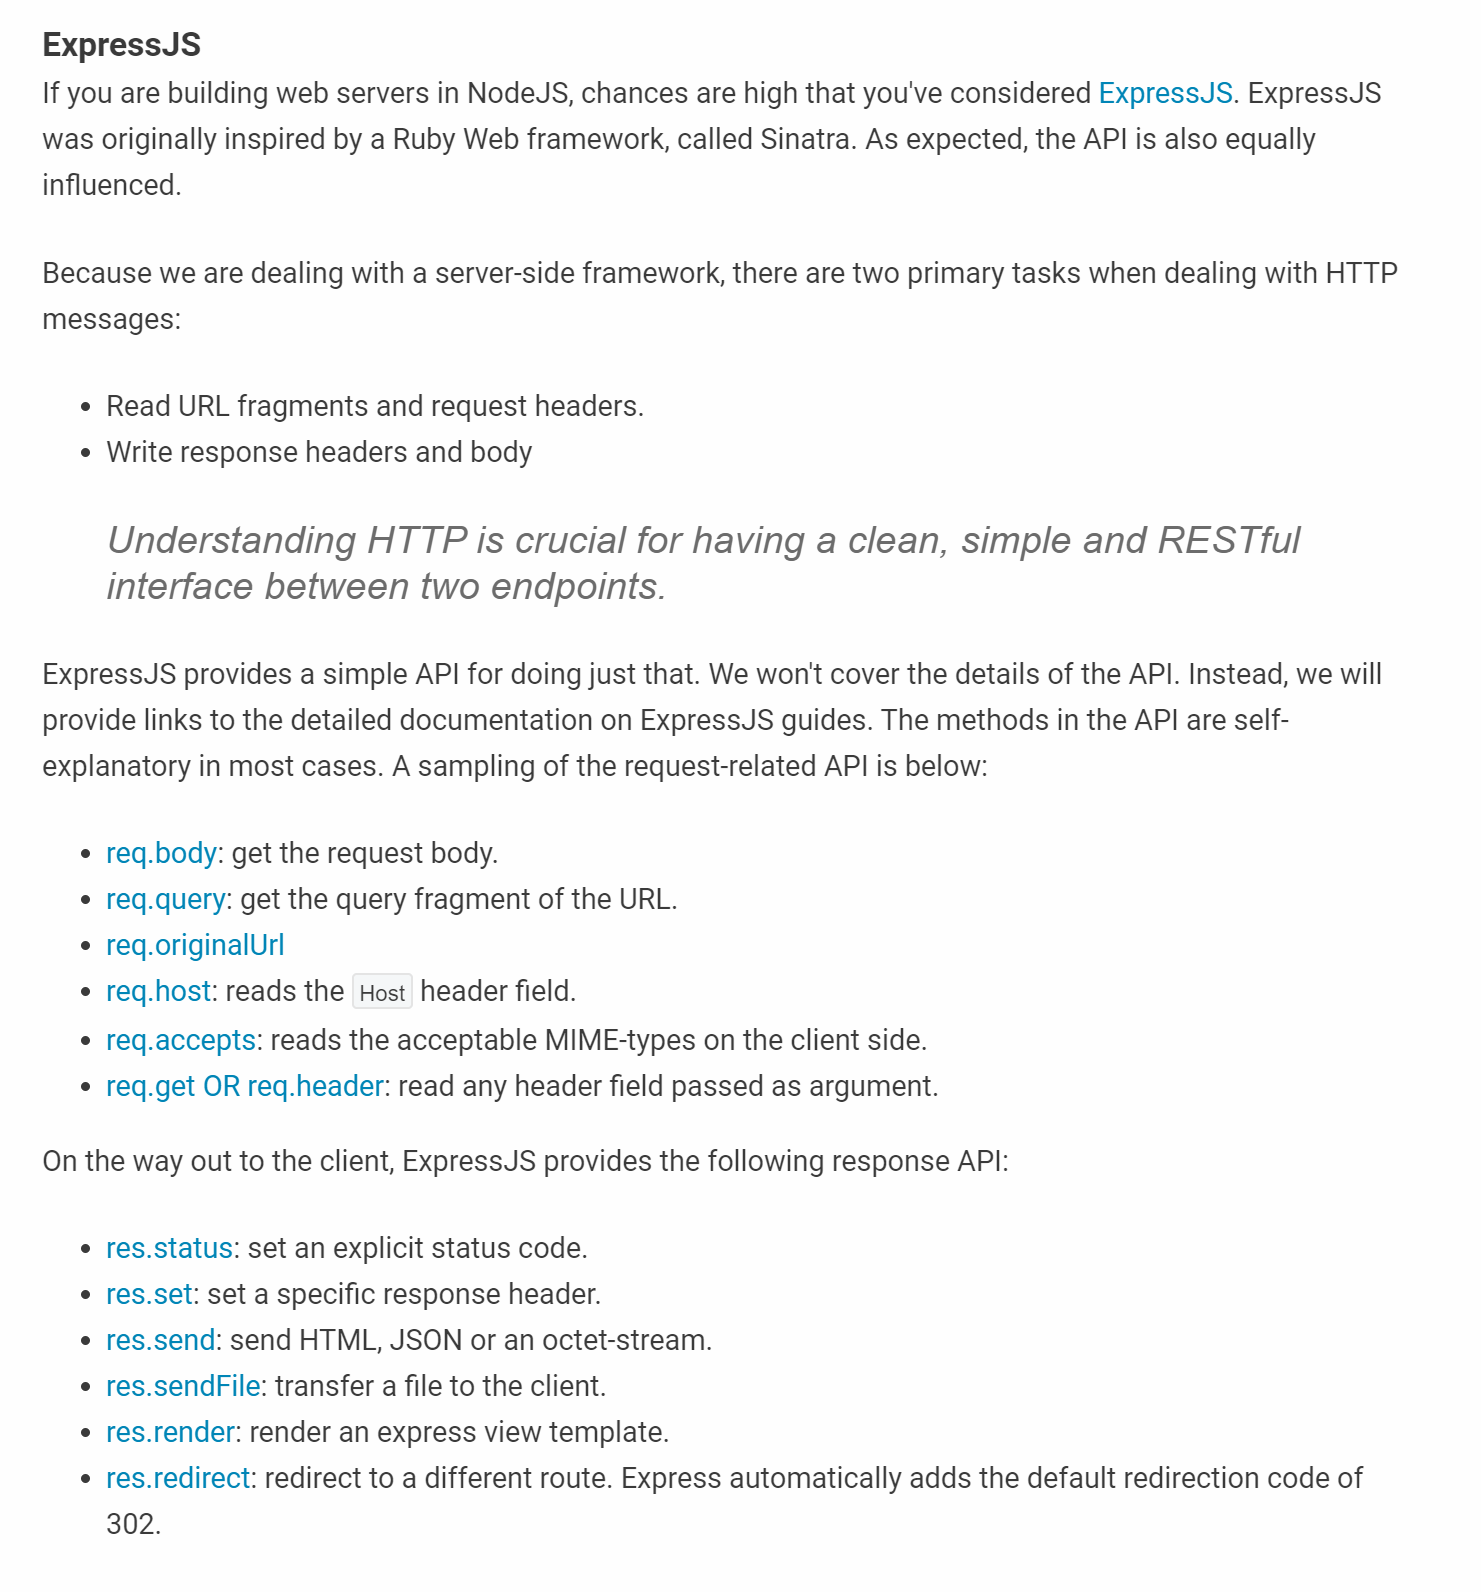 ExpressJS
If you are building web servers in NodeJS, chances are high that you've considered ExpressJS. ExpressJS
was originally inspired by a Ruby Web framework, called Sinatra. As expected, the API is also equally
influenced.
Because we are dealing with a server-side framework, there are two primary tasks when dealing with HTTP
messages:
• Read URL fragments and request headers.
• Write response headers and body
Understanding HTTP is crucial for having a clean, simple and RESTful
interface between two endpoints.
ExpressJS provides a simple API for doing just that. We won't cover the details of the API. Instead, we will
provide links to the detailed documentation on ExpressJS guides. The methods in the API are self-
explanatory in most cases. A sampling of the request-related API is below:
• req.body: get the request body.
• req.query: get the query fragment of the URL.
• req.originalUrl
• req.host: reads the Host header field.
• req.accepts: reads the acceptable MIME-types on the client side.
• req.get OR req.header: read any header field passed as argument.
On the way out to the client, ExpressJS provides the following response API:
• res.status: set an explicit status code.
• res.set: set a specific response header.
• res.send: send HTML, JSON or an octet-stream.
• res.sendFile: transfer a file to the client.
• res.render: render an express view template.
• res.redirect: redirect to a different route. Express automatically adds the default redirection code of
302.